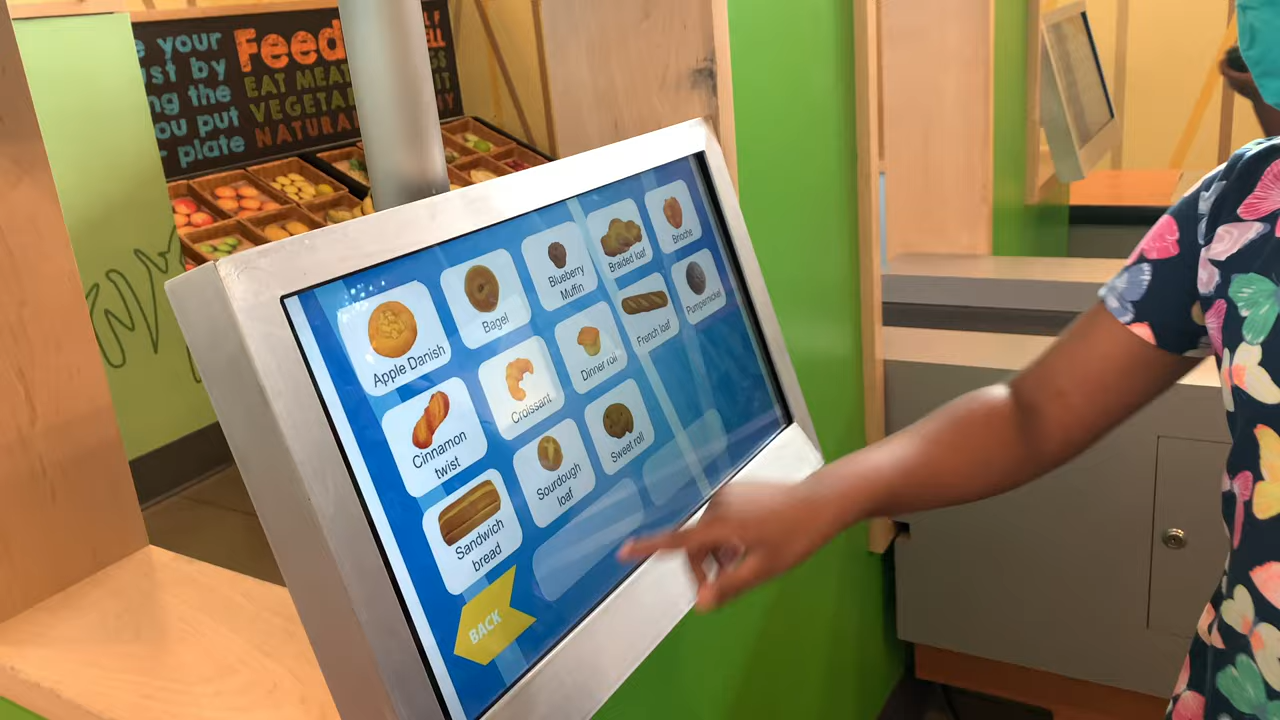 your
by
ng the
ou put
plate
Feed
EAT MEAT
VEGETA
NATURA
Apple Danish
Bagel
Blueberry
Muffin
Braided loaf
Brioche
Cinnamon
twist
Croissant
Dinner roll
French loaf
Pumpernickel
Sandwich
bread
Sourdough
loaf
Sweet roll
BACK